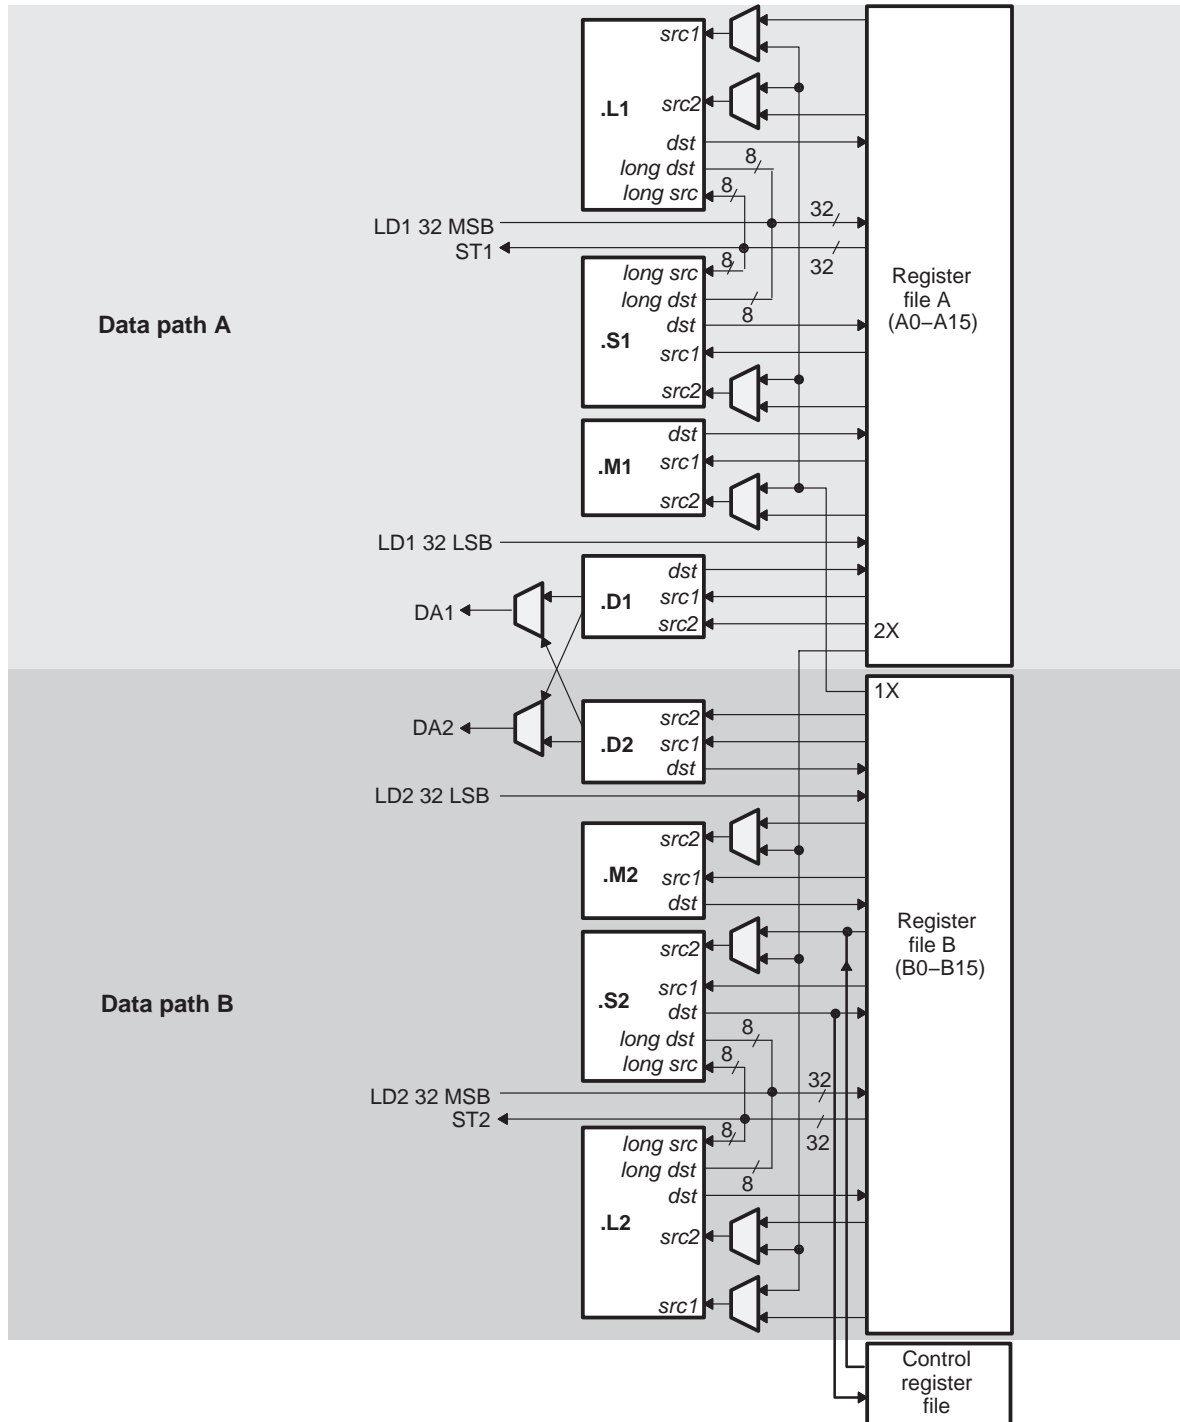 src1
.L1
src2
dst
long dst
8
long src
8
LD1 32 MSB
32
ST1
32
long src
8
long dst
8
Data path A
dst
.S1
src1
src2
Register
file A
(A0−A15)
dst
.M1
src1
src2
LD1 32 LSB
dst
.D1
src1
src2
DA1
2X
1X
DA2
src2
.D2
src1
dst
LD2 32 LSB
src2
.M2
src1
dst
Register
file B
(B0−B15)
src2
Data path B
.S2
src1
dst
long dst
8
long src
8
LD2 32 MSB
32
ST2
32
long src
8
long dst
8
dst
.L2
src2
src1
Control
register
file